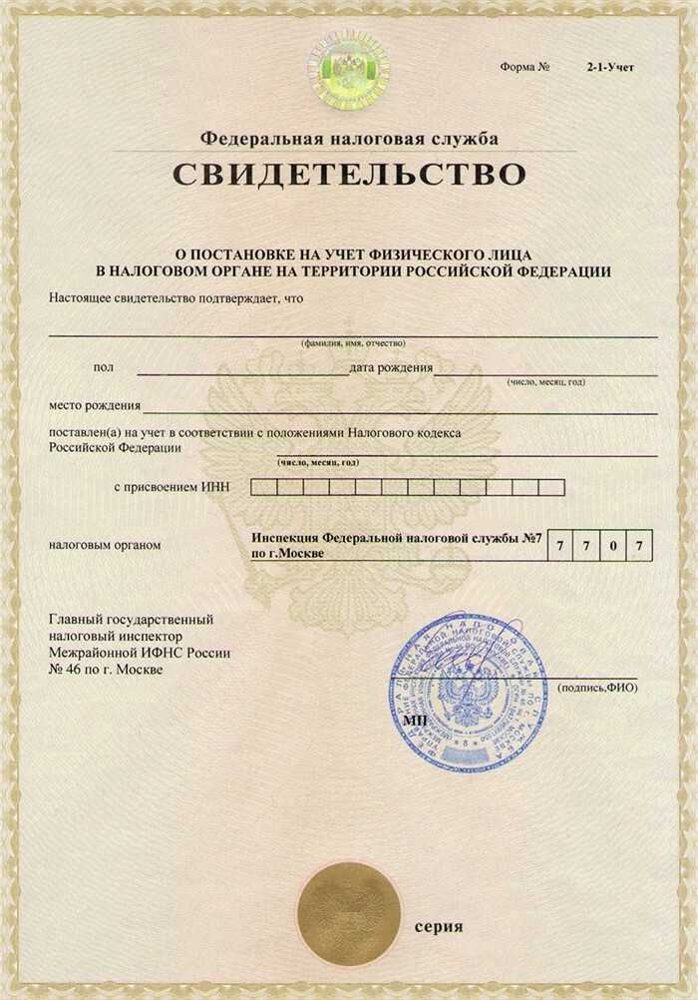 Форма № 2-1-Учет
Федеральная налоговая служба
СВИДЕТЕЛЬСТВО
О ПОСТАНОВКЕ НА УЧЕТ ФИЗИЧЕСКОГО ЛИЦА
В НАЛОГОВОМ ОРГАНЕ НА ТЕРРИТОРИИ РОССИЙСКОЙ ФЕДЕРАЦИИ
Настоящее свидетельство подтверждает, что
(фамилия, имя, отчество)
пол дата рождения
(число, месяц, год)
место рождения
поставлен(а) на учет в соответствии с положениями Налогового кодекса
Российской Федерации
(число, месяц, год)
с присвоением ИНН
налоговым органом Инспекция Федеральной налоговой службы №7 7 7 0 7
по г.Москве
Главный государственный
налоговый инспектор
Межрайонной ИФНС России
№ 46 по г. Москве
(подпись,ФИО)
МП
ФЕДЕРАЛЬНАЯ НАЛОГОВАЯ СЛУЖБА
серия